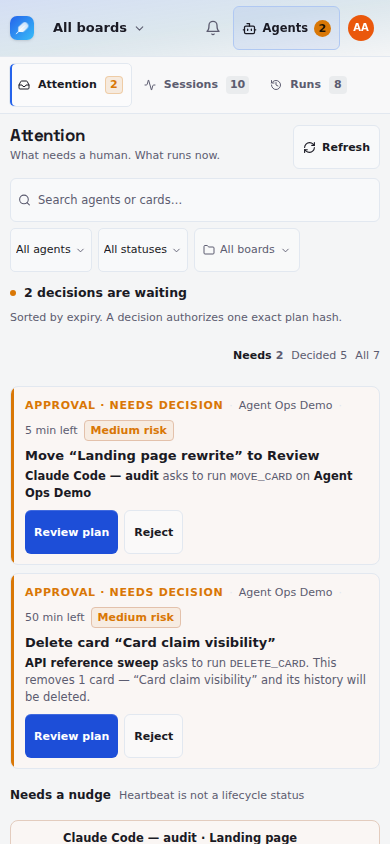 All boards
Agents 2
AA
Attention 2
Sessions 10
Runs 8
Attention
What needs a human. What runs now.
Refresh
Search agents or cards…
All agents
All statuses
All boards
2 decisions are waiting
Sorted by expiry. A decision authorizes one exact plan hash.
Needs 2 Decided 5 All 7
APPROVAL · NEEDS DECISION · Agent Ops Demo ·
5 min left Medium risk
Move “Landing page rewrite” to Review
Claude Code — audit asks to run MOVE_CARD on Agent
Ops Demo
Review plan
Reject
APPROVAL · NEEDS DECISION · Agent Ops Demo ·
50 min left Medium risk
Delete card “Card claim visibility”
API reference sweep asks to run DELETE_CARD. This
removes 1 card — “Card claim visibility” and its history will
be deleted.
Review plan
Reject
Needs a nudge Heartbeat is not a lifecycle status
Claude Code — audit · Landing page